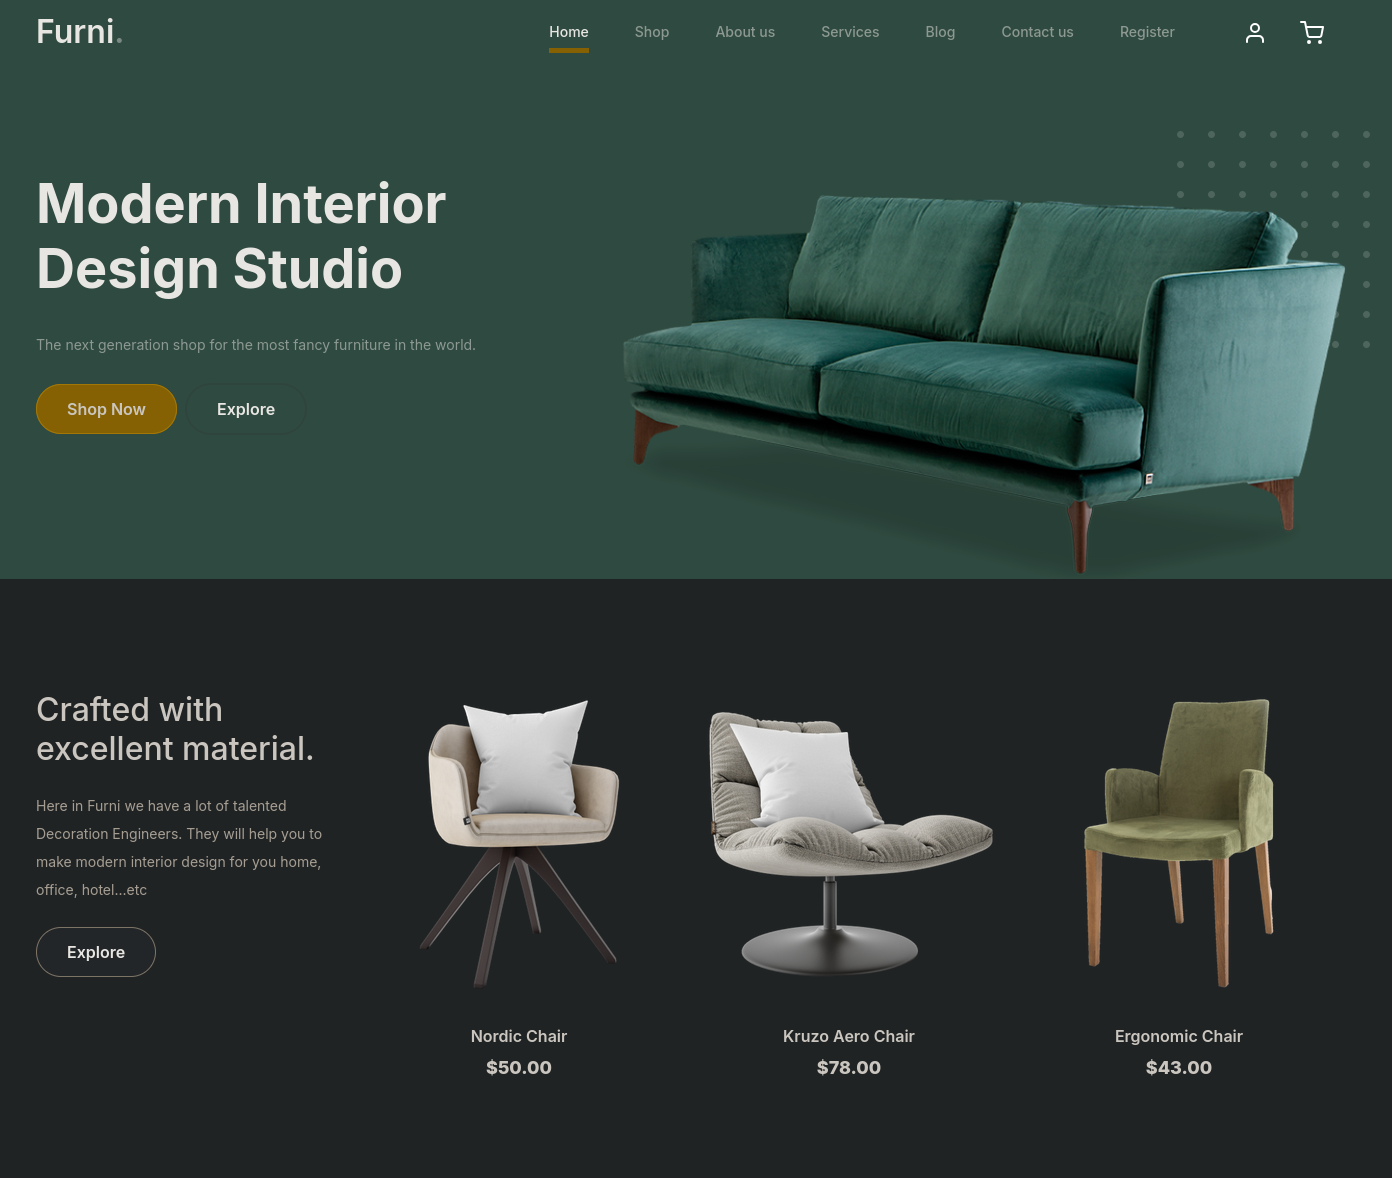 Furni.
Home Shop About us Services Blog Contact us Register
Modern Interior
Design Studio
The next generation shop for the most fancy furniture in the world.
Shop Now Explore
Crafted with
excellent material.
Here in Furni we have a lot of talented
Decoration Engineers. They will help you to
make modern interior design for you home,
office, hotel...etc
Explore
Nordic Chair
$50.00
Kruzo Aero Chair
$78.00
Ergonomic Chair
$43.00